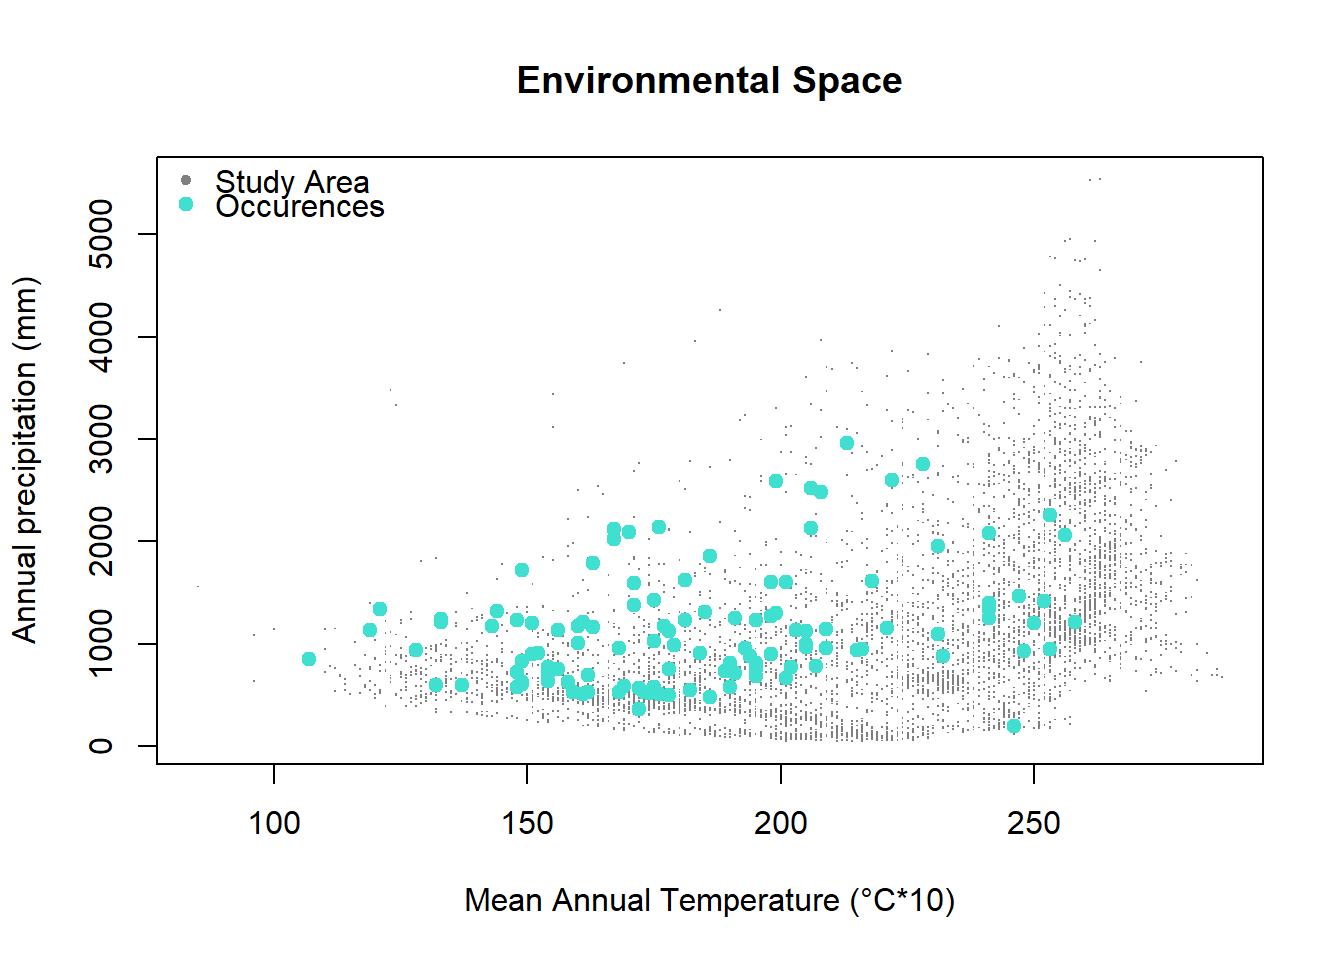 Environmental Space
Study Area
Occurences
Annual precipitation (mm)
5000
4000
3000
2000
1000
0
100 150 200 250
Mean Annual Temperature (°C*10)